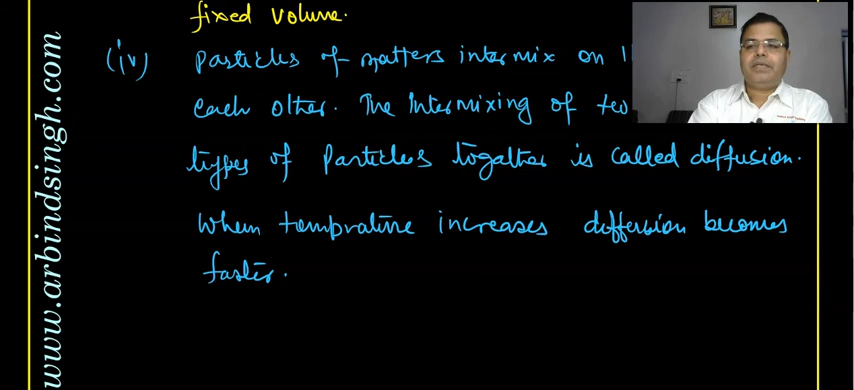 fixed volume.
(iv) Particles of matters intermix on
each other. The Intermixing of
types of particles togather is called diffusion.
When temprature increases diffusion becomes
faster.
www.arbindsingh.com